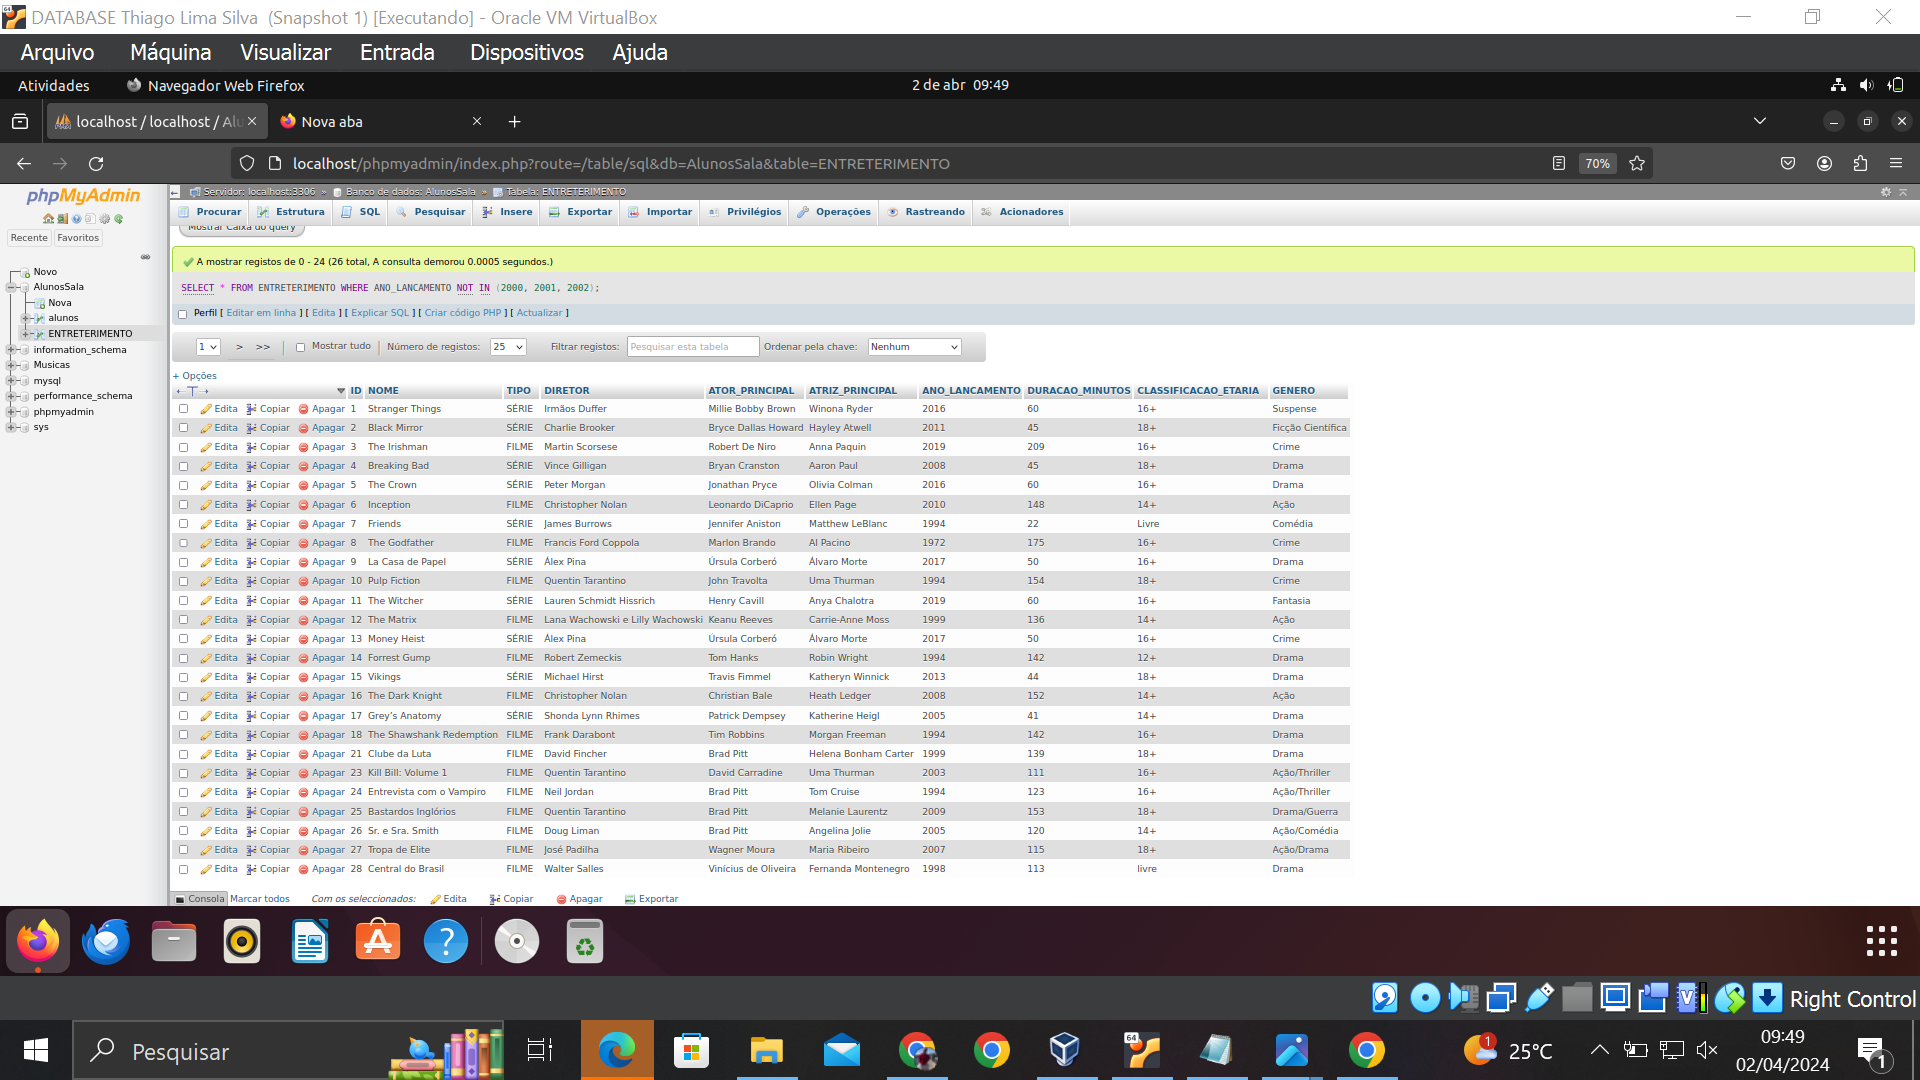 DATABASE Thiago Lima Silva (Snapshot 1) [Executando] - Oracle VM VirtualBox
Arquivo Máquina Visualizar Entrada Dispositivos Ajuda
Atividades Navegador Web Firefox 2 de abr 09:49
localhost / localhost / Alu Nova aba
localhost/phpmyadmin/index.php?route=/table/sql&db=AlunosSala&table=ENTRETERIMENTO 70%
phpMyAdmin
Recente Favoritos
Novo
AlunosSala
Nova
alunos
ENTRETERIMENTO
information_schema
Musicas
mysql
performance_schema
phpmyadmin
sys
Servidor: localhost:3306 » Banco de dados: AlunosSala » Tabela: ENTRETERIMENTO
Procurar Estrutura SQL Pesquisar Insere Exportar Importar Privilégios Operações Rastreando Acionadores
Mostrar Caixa do query
A mostrar registos de 0 - 24 (26 total, A consulta demorou 0.0005 segundos.)
SELECT * FROM ENTRETERIMENTO WHERE ANO_LANCAMENTO NOT IN (2000, 2001, 2002);
Perfil [ Editar em linha ] [ Edita ] [ Explicar SQL ] [ Criar código PHP ] [ Actualizar ]
1 > >> Mostrar tudo Número de registos: 25 Filtrar registos: Pesquisar esta tabela Ordenar pela chave: Nenhum
+ Opções
←T→ ID NOME TIPO DIRETOR ATOR_PRINCIPAL ATRIZ_PRINCIPAL ANO_LANCAMENTO DURACAO_MINUTOS CLASSIFICACAO_ETARIA GENERO
Edita Copiar Apagar 1 Stranger Things SÉRIE Irmãos Duffer Millie Bobby Brown Winona Ryder 2016 60 16+ Suspense
Edita Copiar Apagar 2 Black Mirror SÉRIE Charlie Brooker Bryce Dallas Howard Hayley Atwell 2011 45 18+ Ficção Científica
Edita Copiar Apagar 3 The Irishman FILME Martin Scorsese Robert De Niro Anna Paquin 2019 209 16+ Crime
Edita Copiar Apagar 4 Breaking Bad SÉRIE Vince Gilligan Bryan Cranston Aaron Paul 2008 45 18+ Drama
Edita Copiar Apagar 5 The Crown SÉRIE Peter Morgan Jonathan Pryce Olivia Colman 2016 60 16+ Drama
Edita Copiar Apagar 6 Inception FILME Christopher Nolan Leonardo DiCaprio Ellen Page 2010 148 14+ Ação
Edita Copiar Apagar 7 Friends SÉRIE James Burrows Jennifer Aniston Matthew LeBlanc 1994 22 Livre Comédia
Edita Copiar Apagar 8 The Godfather FILME Francis Ford Coppola Marlon Brando Al Pacino 1972 175 16+ Crime
Edita Copiar Apagar 9 La Casa de Papel SÉRIE Álex Pina Úrsula Corberó Álvaro Morte 2017 50 16+ Drama
Edita Copiar Apagar 10 Pulp Fiction FILME Quentin Tarantino John Travolta Uma Thurman 1994 154 18+ Crime
Edita Copiar Apagar 11 The Witcher SÉRIE Lauren Schmidt Hissrich Henry Cavill Anya Chalotra 2019 60 16+ Fantasia
Edita Copiar Apagar 12 The Matrix FILME Lana Wachowski e Lilly Wachowski Keanu Reeves Carrie-Anne Moss 1999 136 14+ Ação
Edita Copiar Apagar 13 Money Heist SÉRIE Álex Pina Úrsula Corberó Álvaro Morte 2017 50 16+ Crime
Edita Copiar Apagar 14 Forrest Gump FILME Robert Zemeckis Tom Hanks Robin Wright 1994 142 12+ Drama
Edita Copiar Apagar 15 Vikings SÉRIE Michael Hirst Travis Fimmel Katheryn Winnick 2013 44 18+ Drama
Edita Copiar Apagar 16 The Dark Knight FILME Christopher Nolan Christian Bale Heath Ledger 2008 152 14+ Ação
Edita Copiar Apagar 17 Grey's Anatomy SÉRIE Shonda Lynn Rhimes Patrick Dempsey Katherine Heigl 2005 41 14+ Drama
Edita Copiar Apagar 18 The Shawshank Redemption FILME Frank Darabont Tim Robbins Morgan Freeman 1994 142 16+ Drama
Edita Copiar Apagar 21 Clube da Luta FILME David Fincher Brad Pitt Helena Bonham Carter 1999 139 18+ Drama
Edita Copiar Apagar 23 Kill Bill: Volume 1 FILME Quentin Tarantino David Carradine Uma Thurman 2003 111 16+ Ação/Thriller
Edita Copiar Apagar 24 Entrevista com o Vampiro FILME Neil Jordan Brad Pitt Tom Cruise 1994 123 16+ Ação/Thriller
Edita Copiar Apagar 25 Bastardos Inglórios FILME Quentin Tarantino Brad Pitt Melanie Laurentz 2009 153 18+ Drama/Guerra
Edita Copiar Apagar 26 Sr. e Sra. Smith FILME Doug Liman Brad Pitt Angelina Jolie 2005 120 14+ Ação/Comédia
Edita Copiar Apagar 27 Tropa de Elite FILME José Padilha Wagner Moura Maria Ribeiro 2007 115 18+ Ação/Drama
Edita Copiar Apagar 28 Central do Brasil FILME Walter Salles Vinícius de Oliveira Fernanda Montenegro 1998 113 livre Drama
Consola Marcar todos Com os seleccionados: Edita Copiar Apagar Exportar
Right Control
Pesquisar 64 1 25°C 09:49
02/04/2024 1